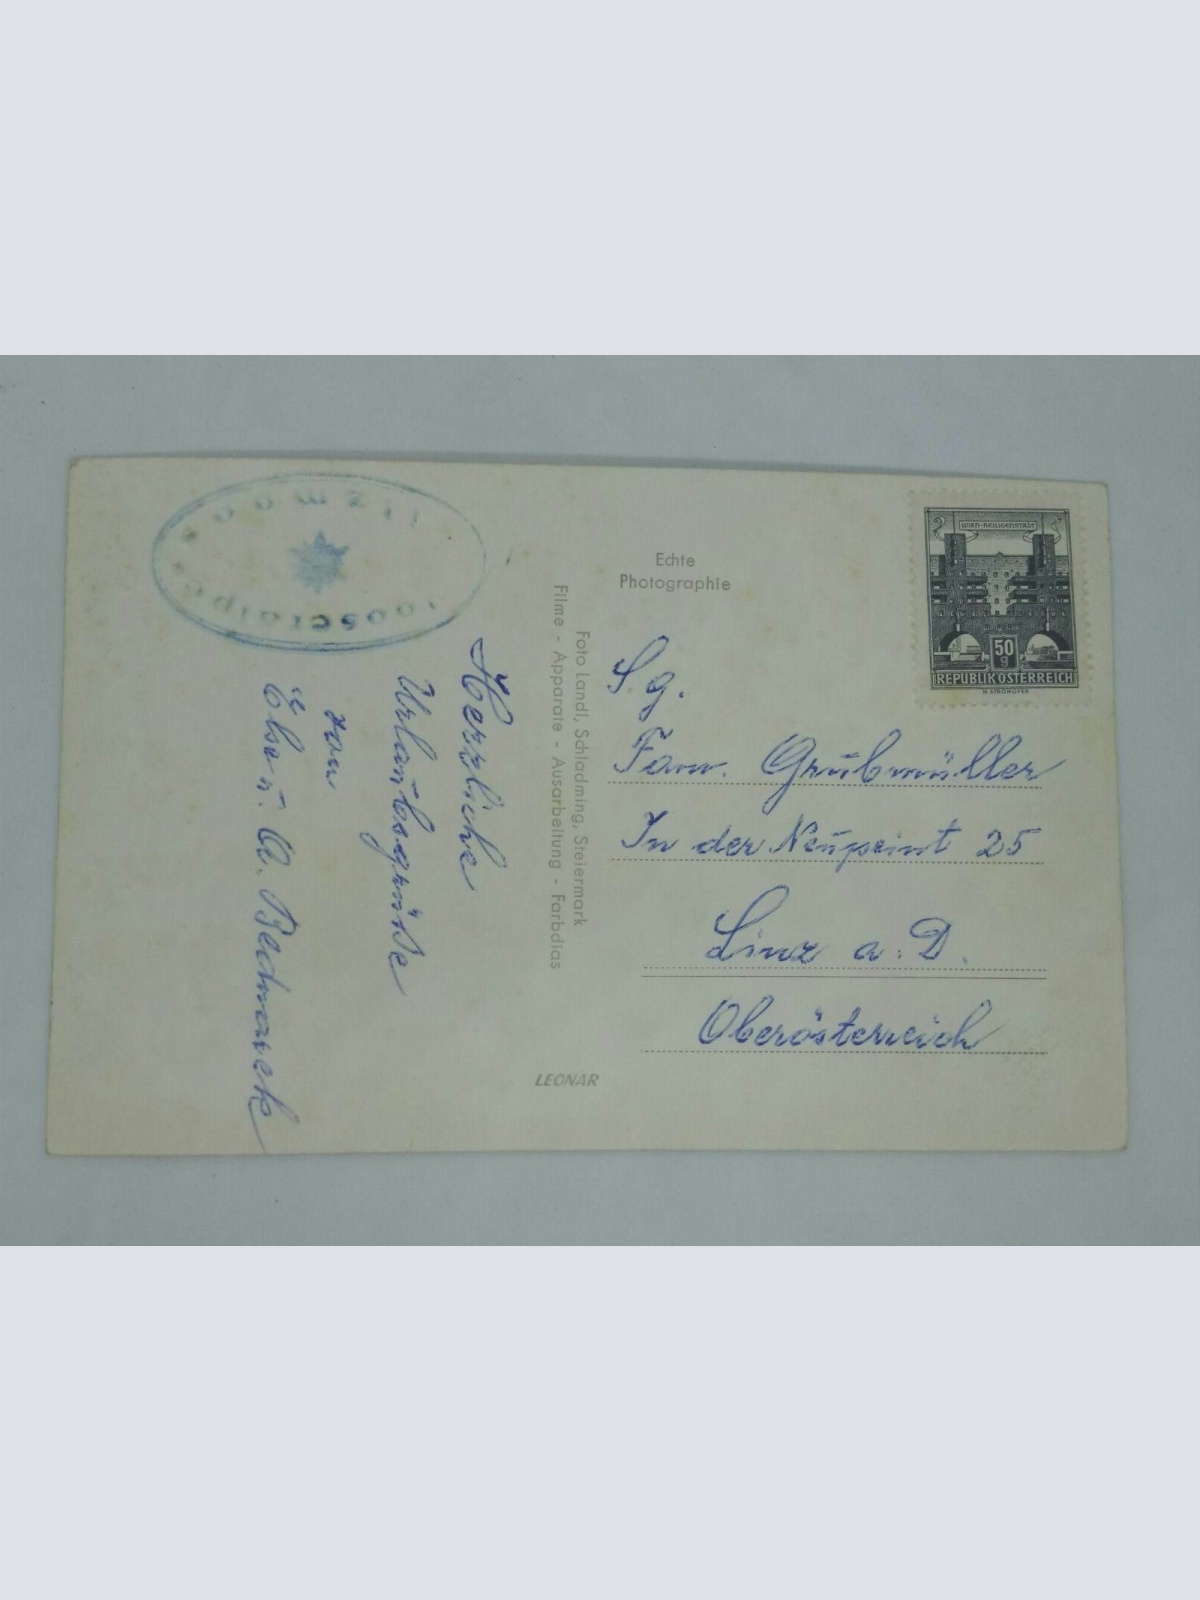 Herzliche
Urlaubsgrüße
von
Foto Landl, Schladming, Steiermark
Filme - Apparate - Ausarbeitung - Farbdias
Echte
Photographie
WIEN-HEILIGENSTADT
50
g
REPUBLIK ÖSTERREICH
S. g.
Fam. Grubmüller
In der Neupeint 25
Linz a. D.
Oberösterreich
LEONAR